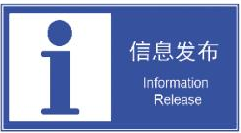 信息发布
Information
Release